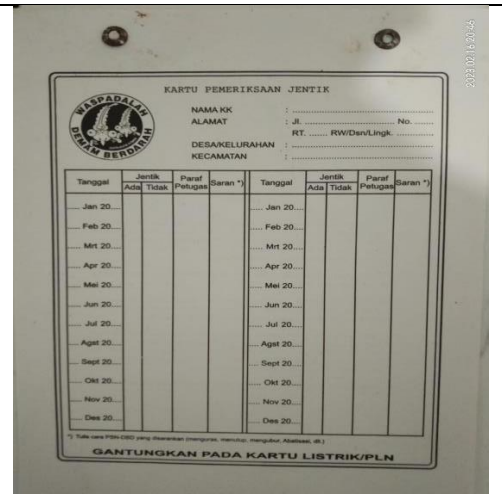 2023.02.16 20:46
KARTU PEMERIKSAAN JENTIK
WASPADALAH
DEMAM BERDARAH
NAMA KK : ....................
ALAMAT : Jl. .................... No. .......
RT. ....... RW/Dsn/Lingk. ..........
DESA/KELURAHAN : ....................
KECAMATAN : ....................
Tanggal Jentik Paraf Petugas Saran *) Tanggal Jentik Paraf Petugas Saran *)
Ada Tidak Ada Tidak
..... Jan 20.... ..... Jan 20....
..... Feb 20.... ..... Feb 20....
..... Mrt 20.... ..... Mrt 20....
..... Apr 20.... ..... Apr 20....
..... Mei 20.... ..... Mei 20....
..... Jun 20.... ..... Jun 20....
..... Jul 20.... ..... Jul 20....
..... Agst 20.... ..... Agst 20....
..... Sept 20.... ..... Sept 20....
..... Okt 20.... ..... Okt 20....
..... Nov 20.... ..... Nov 20....
..... Des 20.... ..... Des 20....
*) Tulis cara PSN-DBD yang disarankan (menguras, menutup, mengubur, Abatisasi, dll.)
GANTUNGKAN PADA KARTU LISTRIK/PLN